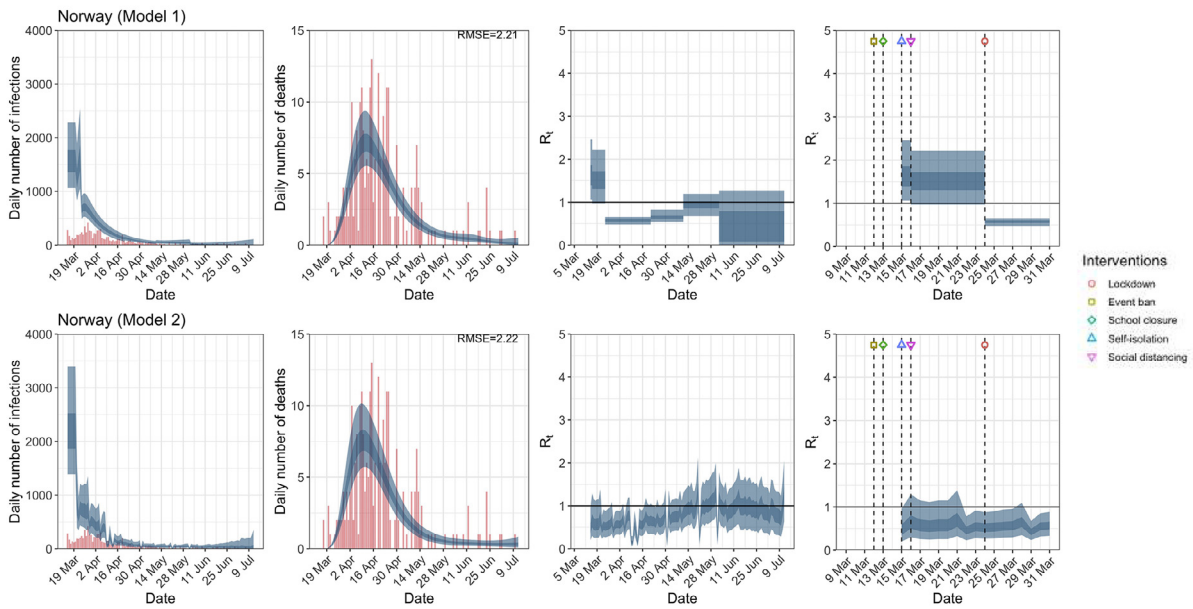 Norway (Model 1)
Daily number of infections
4000
3000
2000
1000
0
19 Mar
2 Apr
16 Apr
30 Apr
14 May
28 May
11 Jun
25 Jun
9 Jul
Date
RMSE=2.21
Daily number of deaths
15
10
5
0
19 Mar
2 Apr
16 Apr
30 Apr
14 May
28 May
11 Jun
25 Jun
9 Jul
Date
Rt
5
4
3
2
1
0
5 Mar
19 Mar
2 Apr
16 Apr
30 Apr
14 May
28 May
11 Jun
25 Jun
9 Jul
Date
Rt
5
4
3
2
1
0
9 Mar
11 Mar
13 Mar
15 Mar
17 Mar
19 Mar
21 Mar
23 Mar
25 Mar
27 Mar
29 Mar
31 Mar
Date
Interventions
Lockdown
Event ban
School closure
Self-isolation
Social distancing
Norway (Model 2)
Daily number of infections
4000
3000
2000
1000
0
19 Mar
2 Apr
16 Apr
30 Apr
14 May
28 May
11 Jun
25 Jun
9 Jul
Date
RMSE=2.22
Daily number of deaths
15
10
5
0
19 Mar
2 Apr
16 Apr
30 Apr
14 May
28 May
11 Jun
25 Jun
9 Jul
Date
Rt
5
4
3
2
1
0
5 Mar
19 Mar
2 Apr
16 Apr
30 Apr
14 May
28 May
11 Jun
25 Jun
9 Jul
Date
Rt
5
4
3
2
1
0
9 Mar
11 Mar
13 Mar
15 Mar
17 Mar
19 Mar
21 Mar
23 Mar
25 Mar
27 Mar
29 Mar
31 Mar
Date